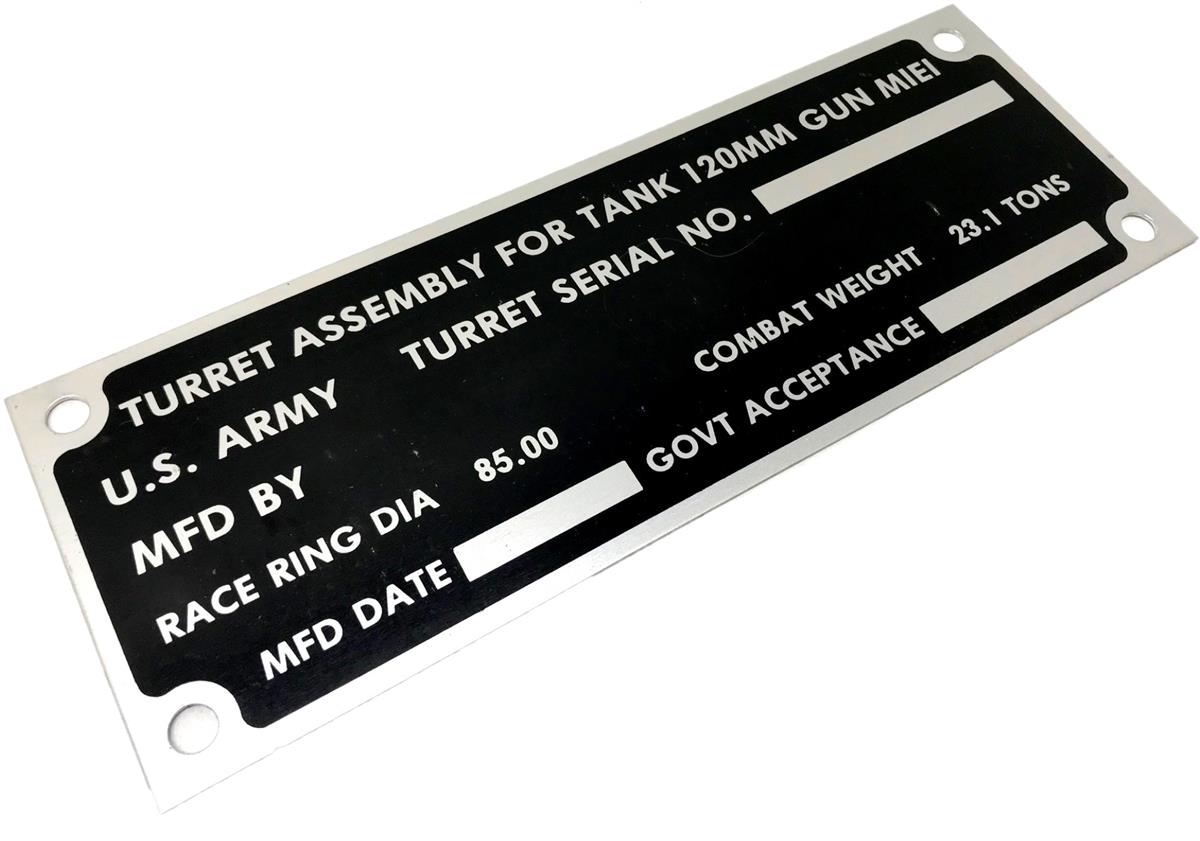 TURRET ASSEMBLY FOR TANK 120MM GUN MIEI
U.S. ARMY TURRET SERIAL NO.
MFD BY
RACE RING DIA 85.00 COMBAT WEIGHT 23.1 TONS
MFD DATE GOVT ACCEPTANCE